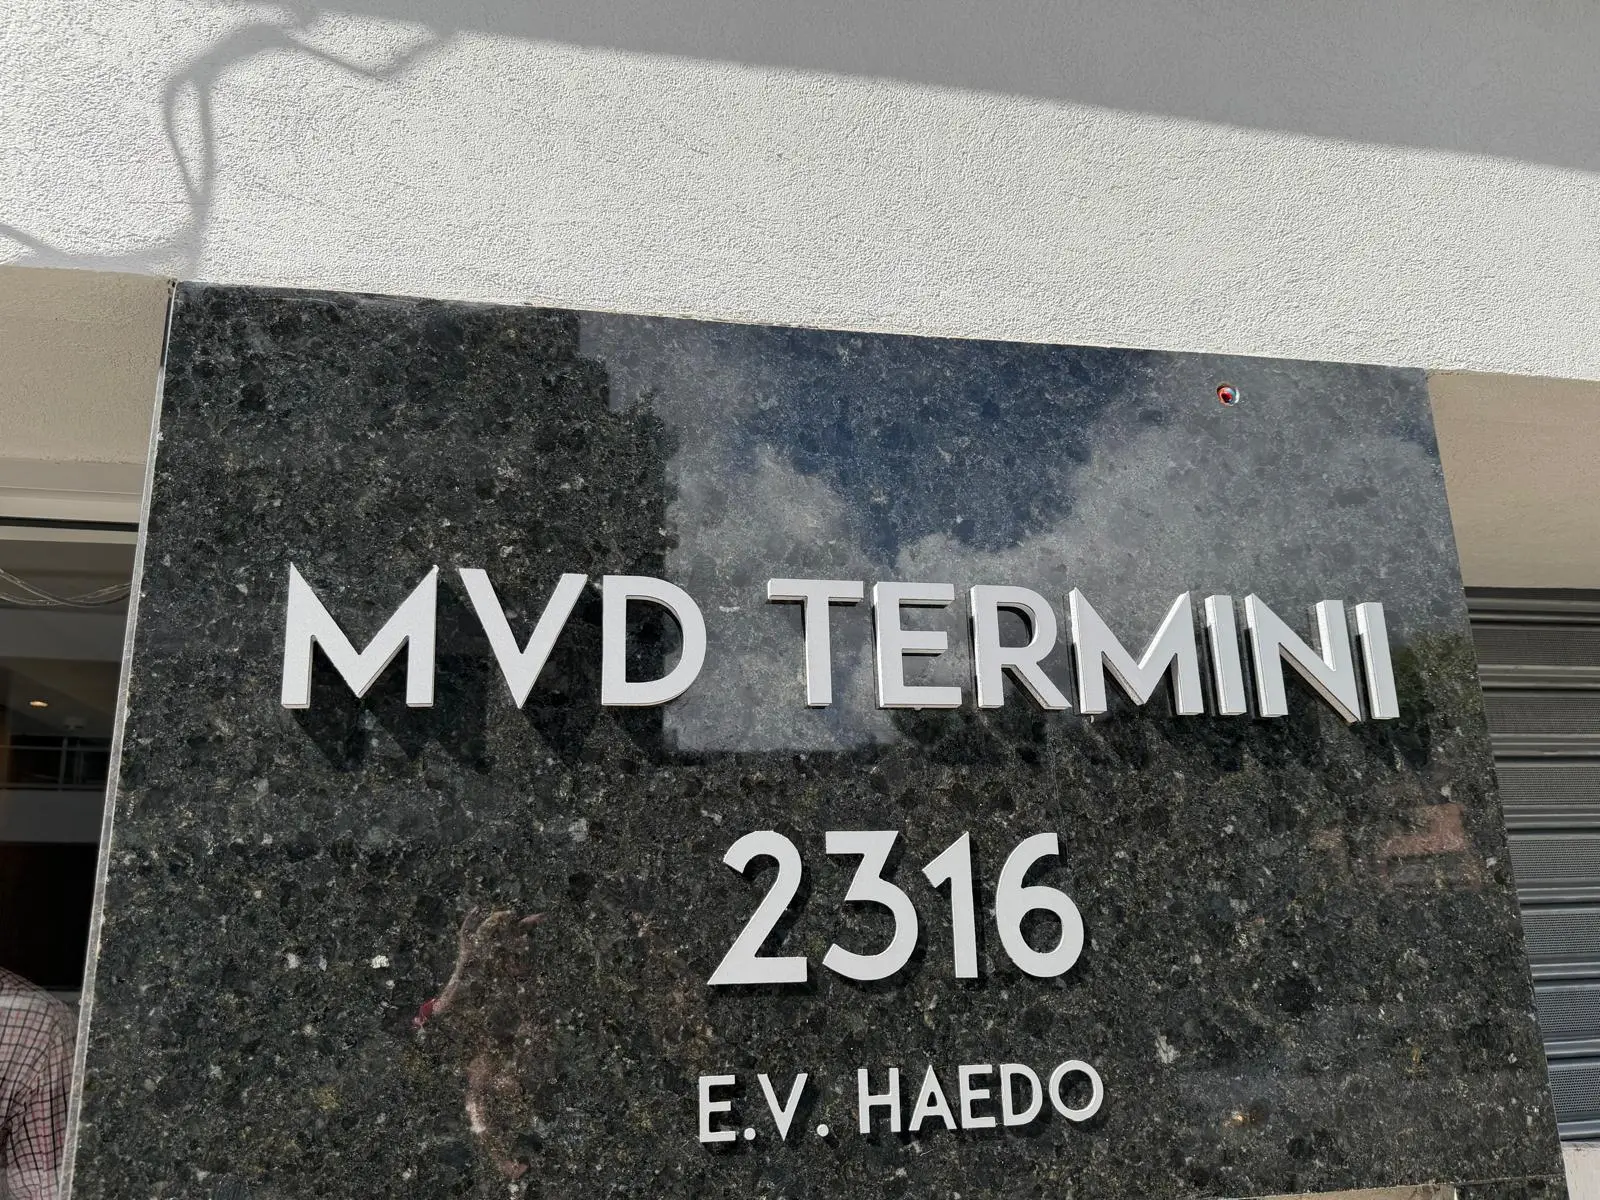 MVD TERMINI
2316
E.V. HAEDO